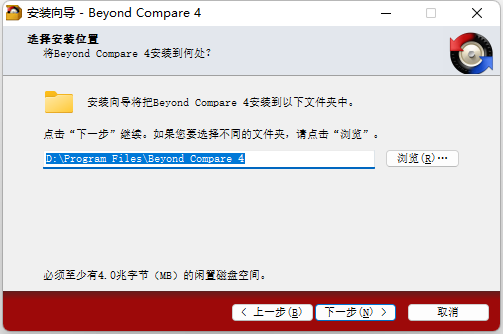 安装向导 - Beyond Compare 4
选择安装位置
将Beyond Compare 4安装到何处?
安装向导将把Beyond Compare 4安装到以下文件夹中。
点击“下一步”继续。如果您要选择不同的文件夹，请点击“浏览”。
D:\Program Files\Beyond Compare 4
浏览(R)…
必须至少有4.0兆字节（MB）的闲置磁盘空间。
< 上一步(B)
下一步(N) >
取消